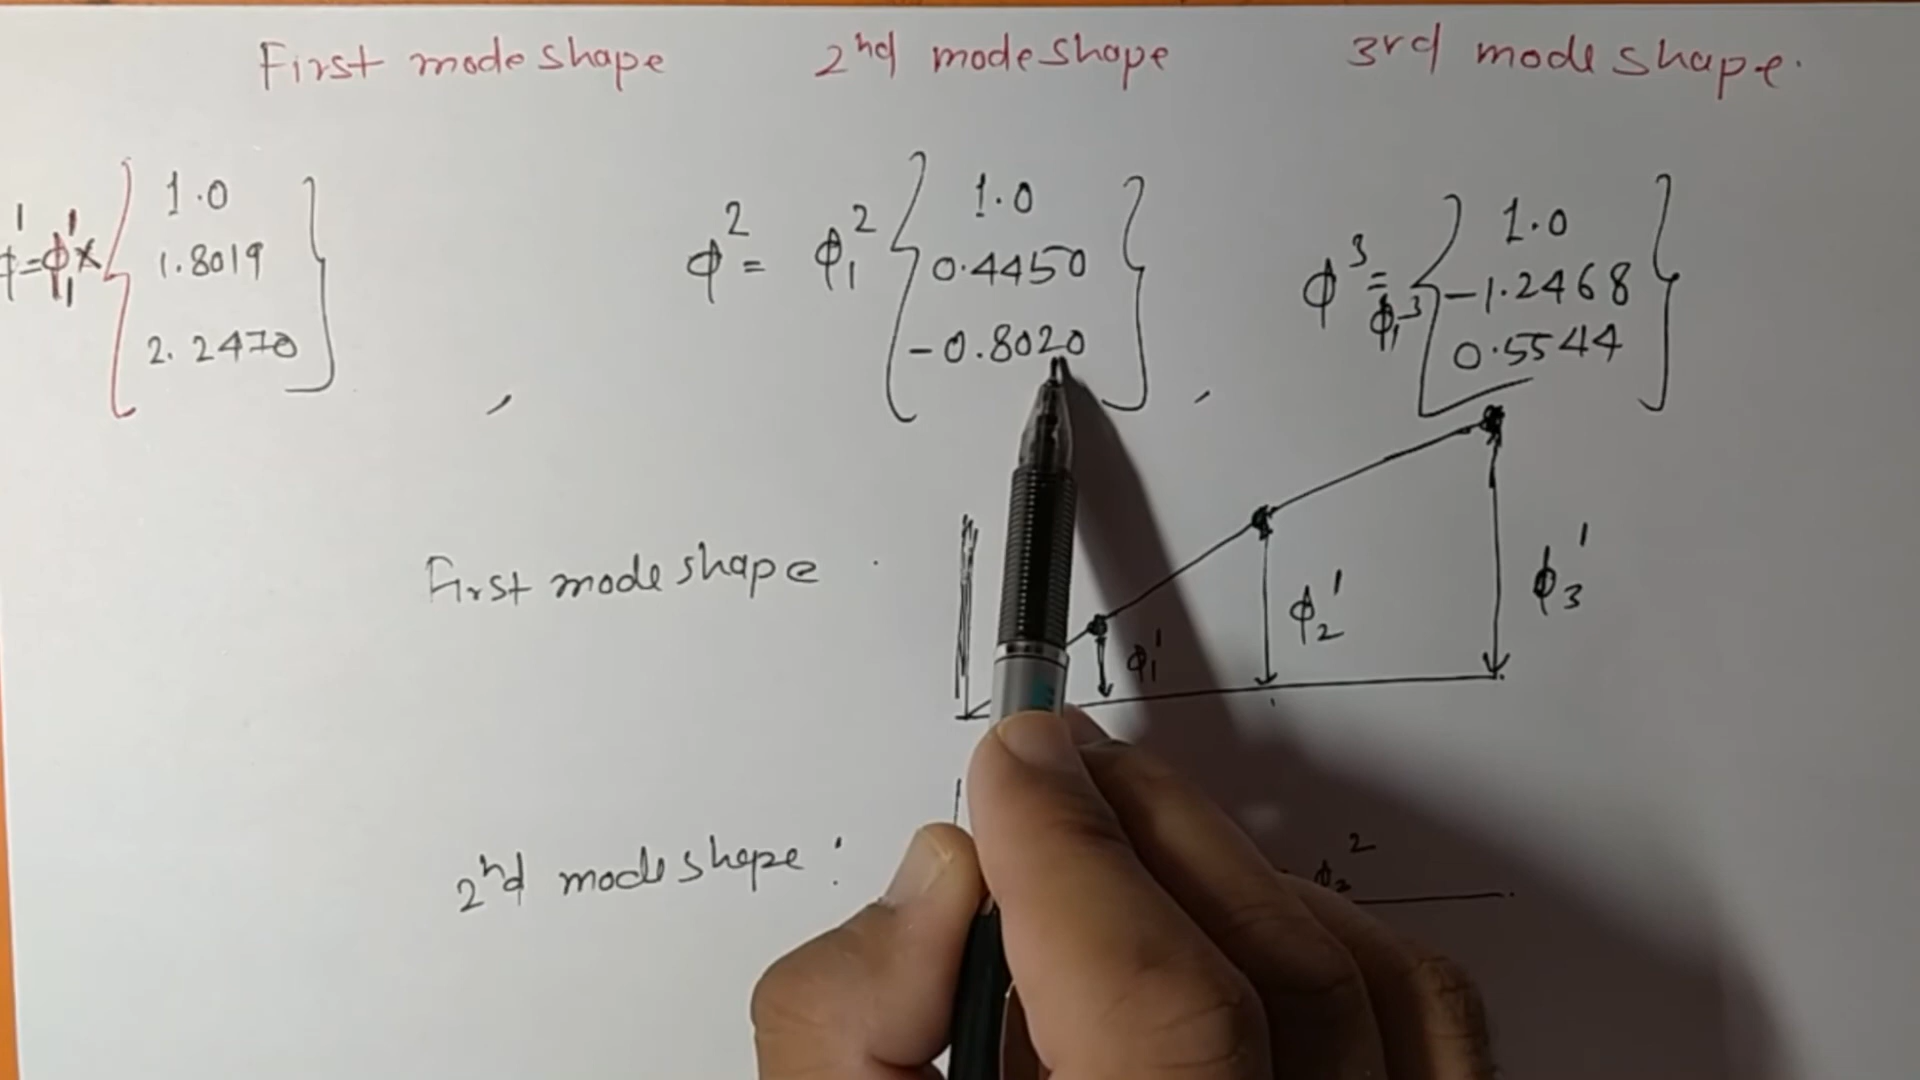 First mode shape 2nd mode shape 3rd mode shape.
ϕ¹=ϕ₁¹× { 1.0 1.8019 2.2470 } ,
ϕ² = ϕ₁² { 1.0 0.4450 -0.8020 } ,
ϕ³ = ϕ₁³ { 1.0 -1.2468 0.5544 }
First mode shape .
ϕ₁¹ ϕ₂¹ ϕ₃¹
2nd mode shape :
ϕ₂²